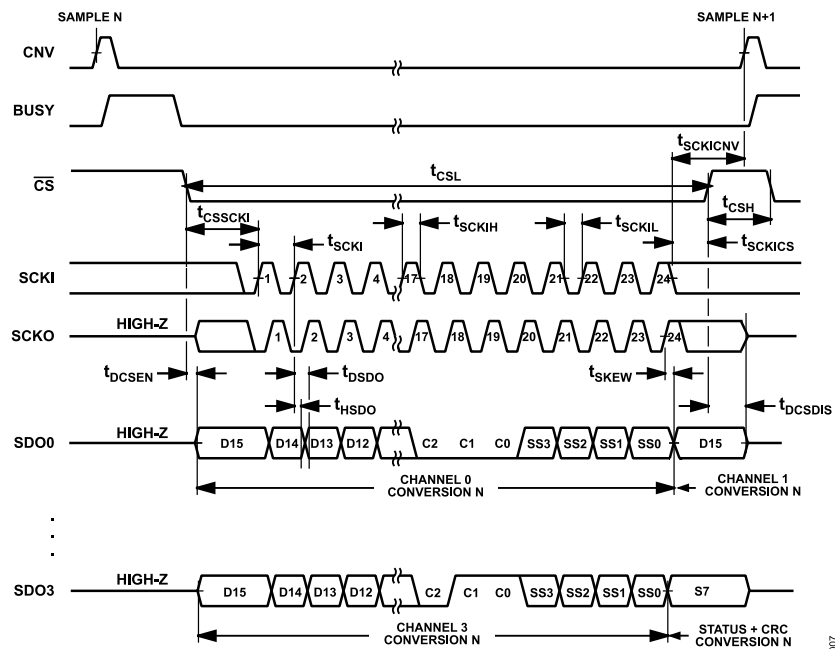 SAMPLE N
SAMPLE N+1
CNV
BUSY
tSCKICNV
CS
tCSL
tCSSCKI
tCSH
tSCKI
tSCKIH
tSCKIL
tSCKICS
SCKI
1 2 3 4 17 18 19 20 21 22 23 24
HIGH-Z
SCKO
1 2 3 4 17 18 19 20 21 22 23 24
tDCSEN
tDSDO
tSKEW
tHSDO
tDCSDIS
HIGH-Z
SDO0
D15 D14 D13 D12 C2 C1 C0 SS3 SS2 SS1 SS0 D15
CHANNEL 0
CONVERSION N
CHANNEL 1
CONVERSION N
HIGH-Z
SDO3
D15 D14 D13 D12 C2 C1 C0 SS3 SS2 SS1 SS0 S7
CHANNEL 3
CONVERSION N
STATUS + CRC
CONVERSION N
007